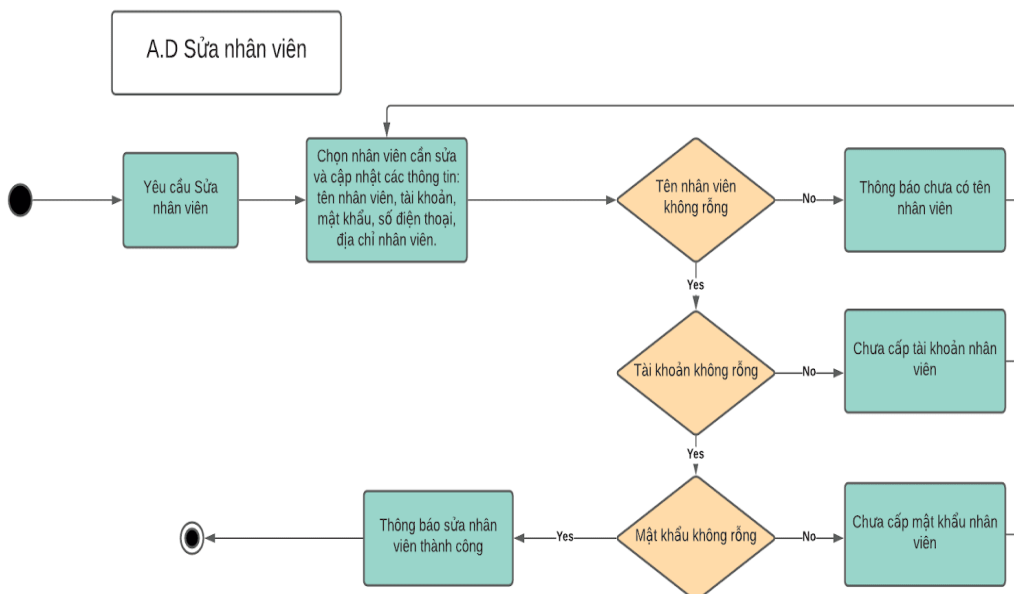 A.D Sửa nhân viên
Yêu cầu Sửa
nhân viên
Chọn nhân viên cần sửa
và cập nhật các thông tin:
tên nhân viên, tài khoản,
mật khẩu, số điện thoại,
địa chỉ nhân viên.
Tên nhân viên
không rỗng
No
Thông báo chưa có tên
nhân viên
Yes
Tài khoản không rỗng
No
Chưa cấp tài khoản nhân
viên
Yes
Mật khẩu không rỗng
No
Chưa cấp mật khẩu nhân
viên
Yes
Thông báo sửa nhân
viên thành công